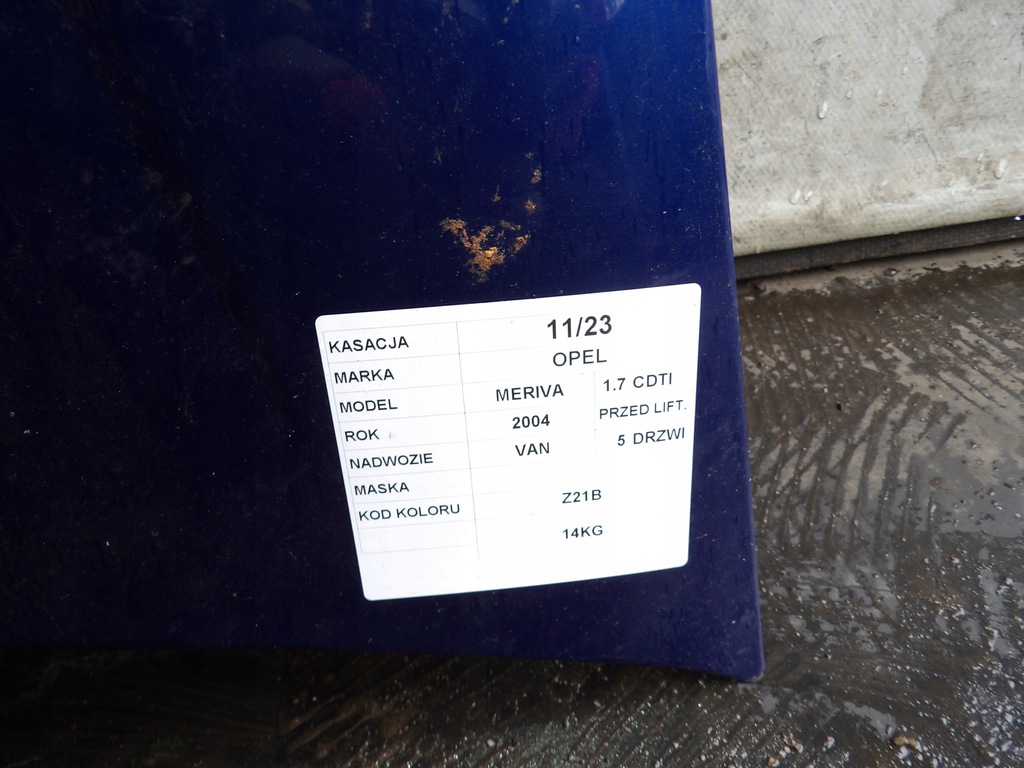 KASACJA 11/23
MARKA OPEL
MODEL MERIVA 1.7 CDTI
ROK 2004 PRZED LIFT.
NADWOZIE VAN 5 DRZWI
MASKA
KOD KOLORU Z21B
14KG